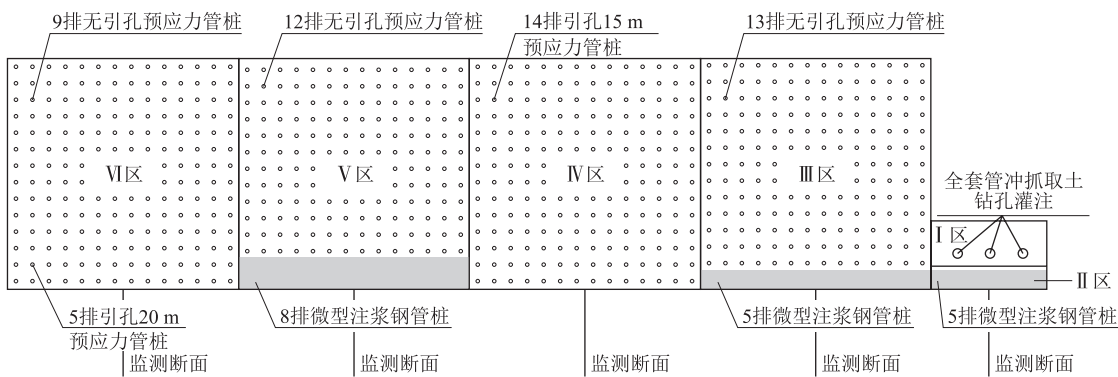 9排无引孔预应力管桩
12排无引孔预应力管桩
14排引孔15 m
预应力管桩
13排无引孔预应力管桩
Ⅵ区
Ⅴ区
Ⅳ区
Ⅲ区
全套管冲抓取土
钻孔灌注
Ⅰ区
Ⅱ区
5排引孔20 m
预应力管桩
8排微型注浆钢管桩
5排微型注浆钢管桩
5排微型注浆钢管桩
监测断面
监测断面
监测断面
监测断面
监测断面